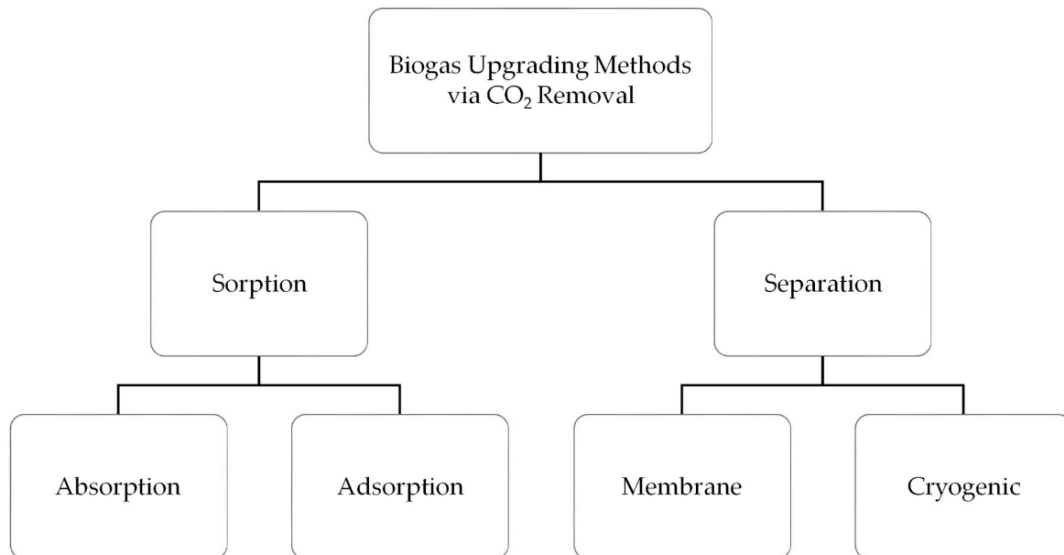 Biogas Upgrading Methods
via CO₂ Removal
Sorption
Separation
Absorption
Adsorption
Membrane
Cryogenic